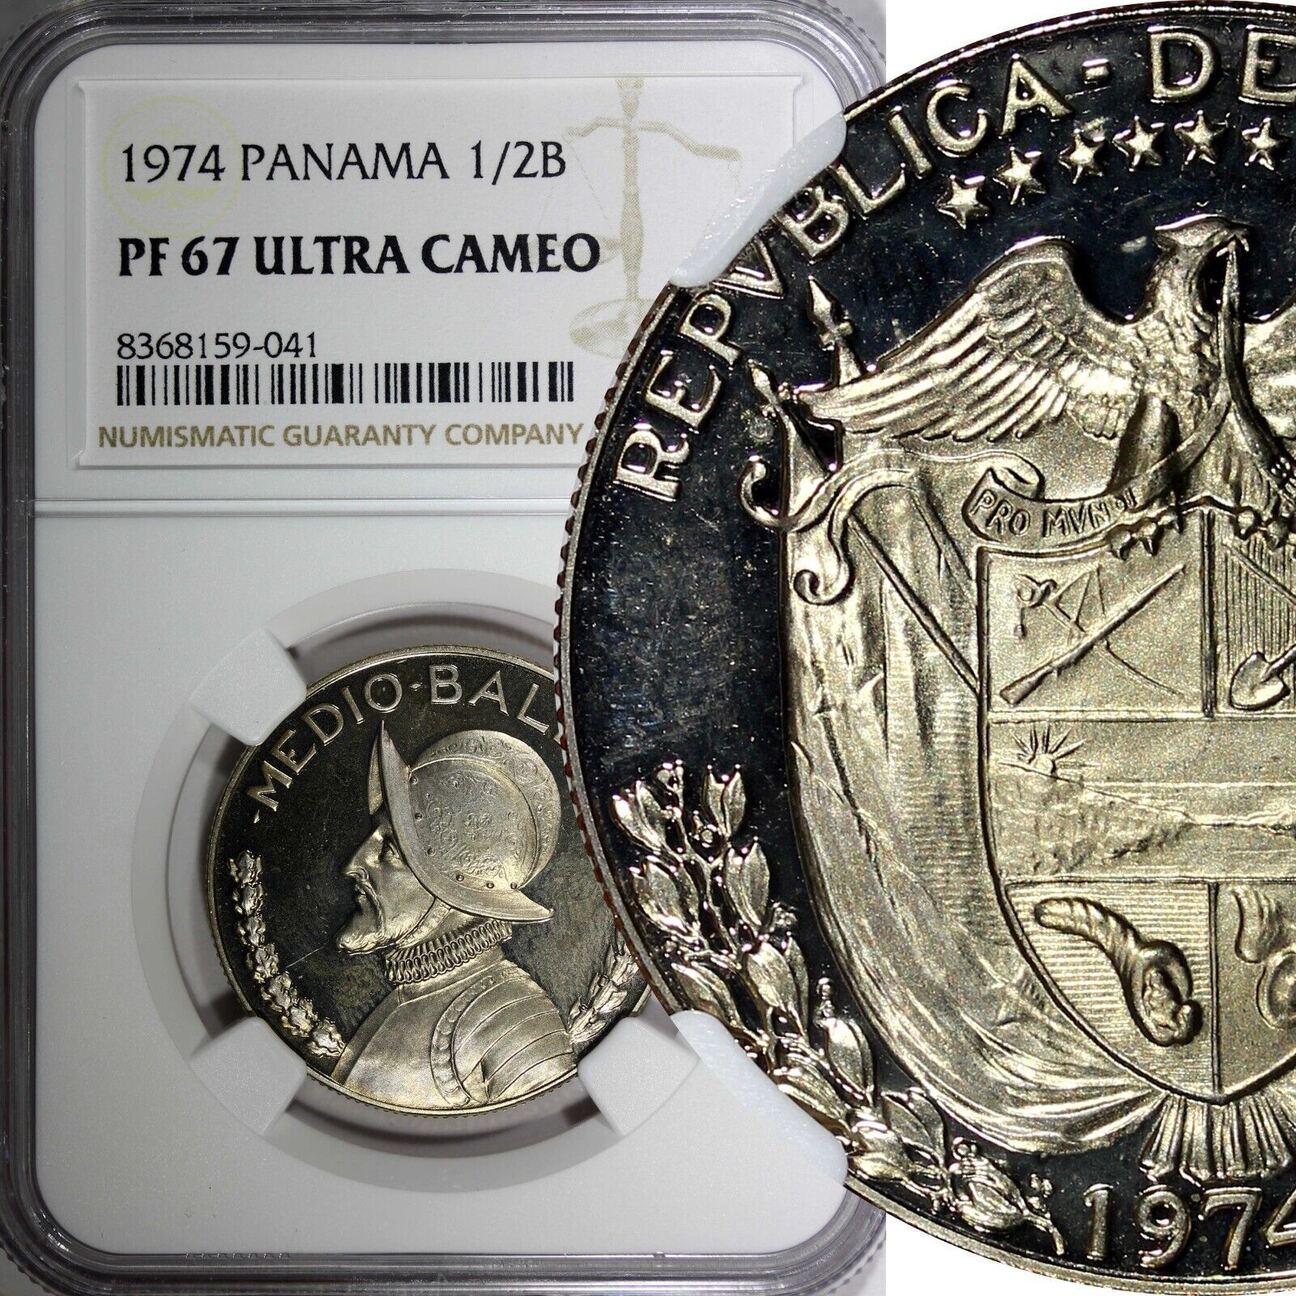 1974 PANAMA 1/2B
PF 67 ULTRA CAMEO
8368159-041
NUMISMATIC GUARANTY COMPANY
MEDIO·BAL
REPVBLICA·DE
PRO MVNDI
1974